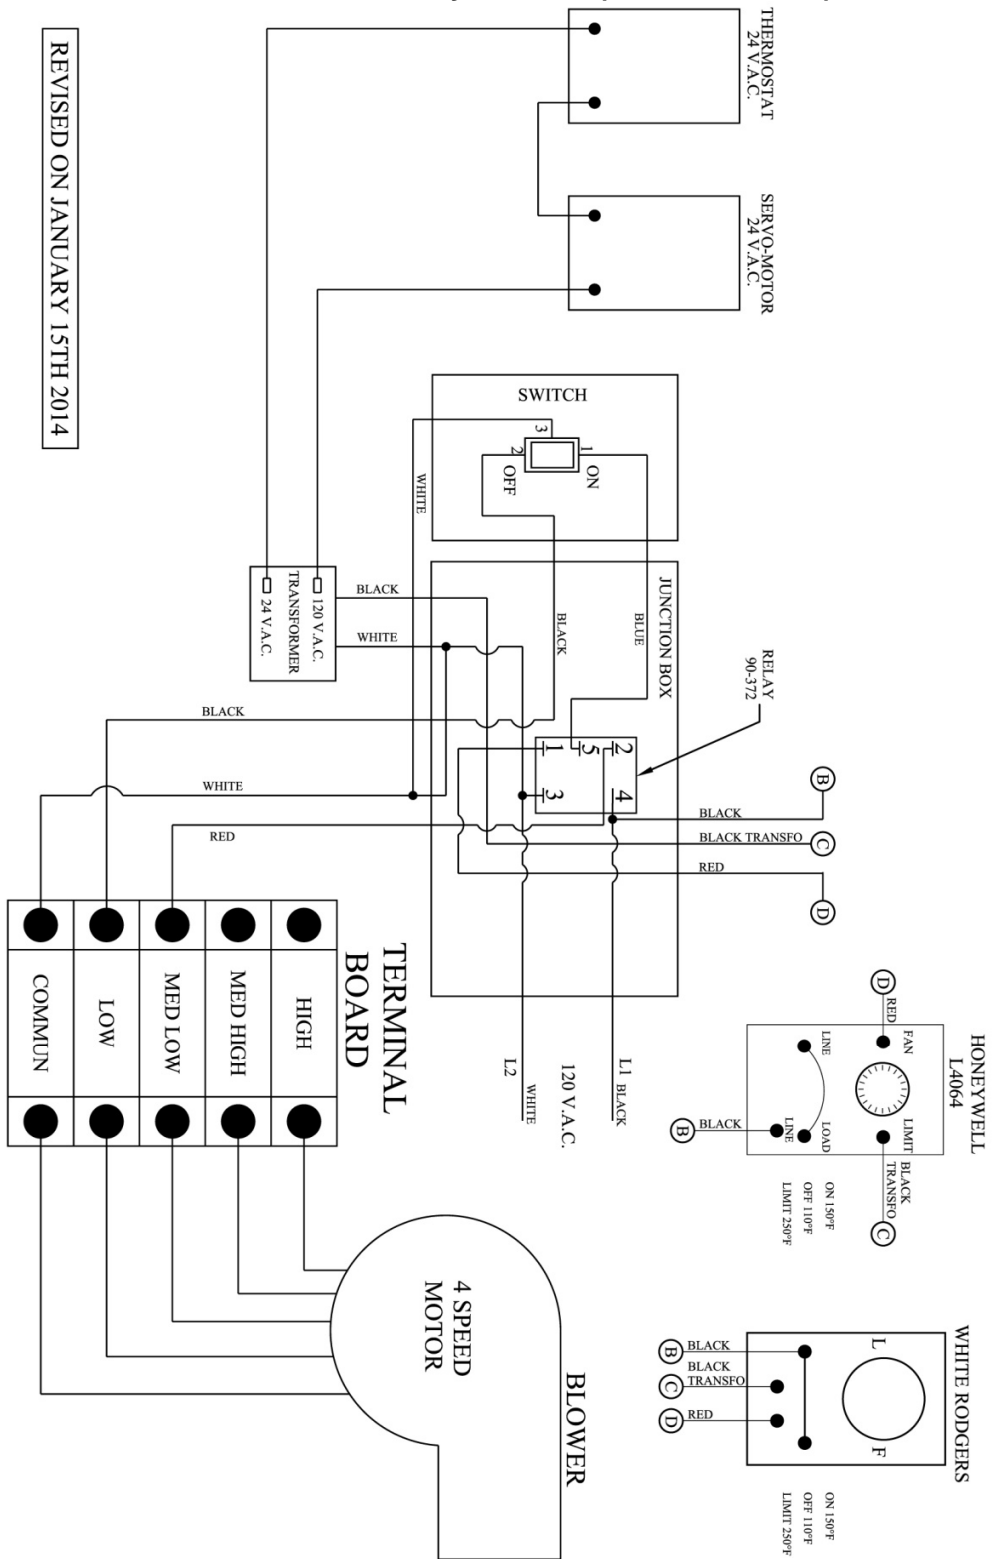 THERMOSTAT
24 V.A.C.
SERVO-MOTOR
24 V.A.C.
SWITCH
3
1
2
ON
OFF
WHITE
JUNCTION BOX
BLUE
BLACK
RELAY
90-372
2
5
1
4
3
TRANSFORMER
120 V.A.C.
24 V.A.C.
BLACK
WHITE
BLACK
WHITE
RED
BLACK
B
BLACK TRANSFO
C
RED
D
L1
BLACK
120 V.A.C.
L2
WHITE
TERMINAL
BOARD
HIGH
MED HIGH
MED LOW
LOW
COMMUN
HONEYWELL
L4064
D
RED
FAN
LIMIT
LINE
LOAD
LINE
BLACK
TRANSFO
C
BLACK
B
ON 150°F
OFF 110°F
LIMIT 250°F
WHITE RODGERS
L
F
B
BLACK
C
BLACK
TRANSFO
D
RED
ON 150°F
OFF 110°F
LIMIT 250°F
BLOWER
4 SPEED
MOTOR
REVISED ON JANUARY 15TH 2014